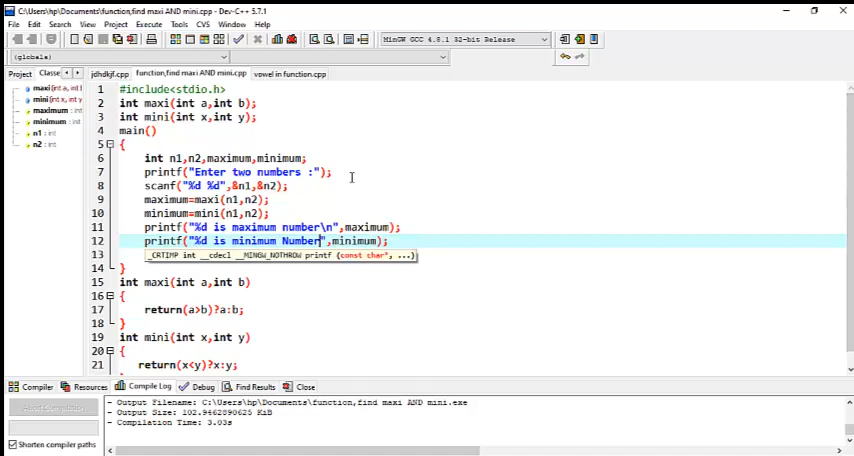 C:\Users\hp\Documents\function,find maxi AND mini.cpp - Dev-C++ 5.7.1
File Edit Search View Project Execute Tools CVS Window Help
MinGW GCC 4.8.1 32-bit Release
(globals)
Project Classe jdhdkjf.cpp function,find maxi AND mini.cpp vowel in function.cpp
maxi (int a, int b)
mini (int x, int y)
maximum : int
minimum : int
n1 : int
n2 : int
1 #include<stdio.h>
2 int maxi(int a,int b);
3 int mini(int x,int y);
4 main()
5 {
6 int n1,n2,maximum,minimum;
7 printf("Enter two numbers :");
8 scanf("%d %d",&n1,&n2);
9 maximum=maxi(n1,n2);
10 minimum=mini(n1,n2);
11 printf("%d is maximum number\n",maximum);
12 printf("%d is minimum Number",minimum);
13 _CRTIMP int __cdecl __MINGW_NOTHROW printf (const char*, ...)
14 }
15 int maxi(int a,int b)
16 {
17 return(a>b)?a:b;
18 }
19 int mini(int x,int y)
20 {
21 return(x<y)?x:y;
Compiler Resources Compile Log Debug Find Results Close
- Output Filename: C:\Users\hp\Documents\function,find maxi AND mini.exe
- Output Size: 102.9462890625 KiB
- Compilation Time: 3.03s
Shorten compiler paths